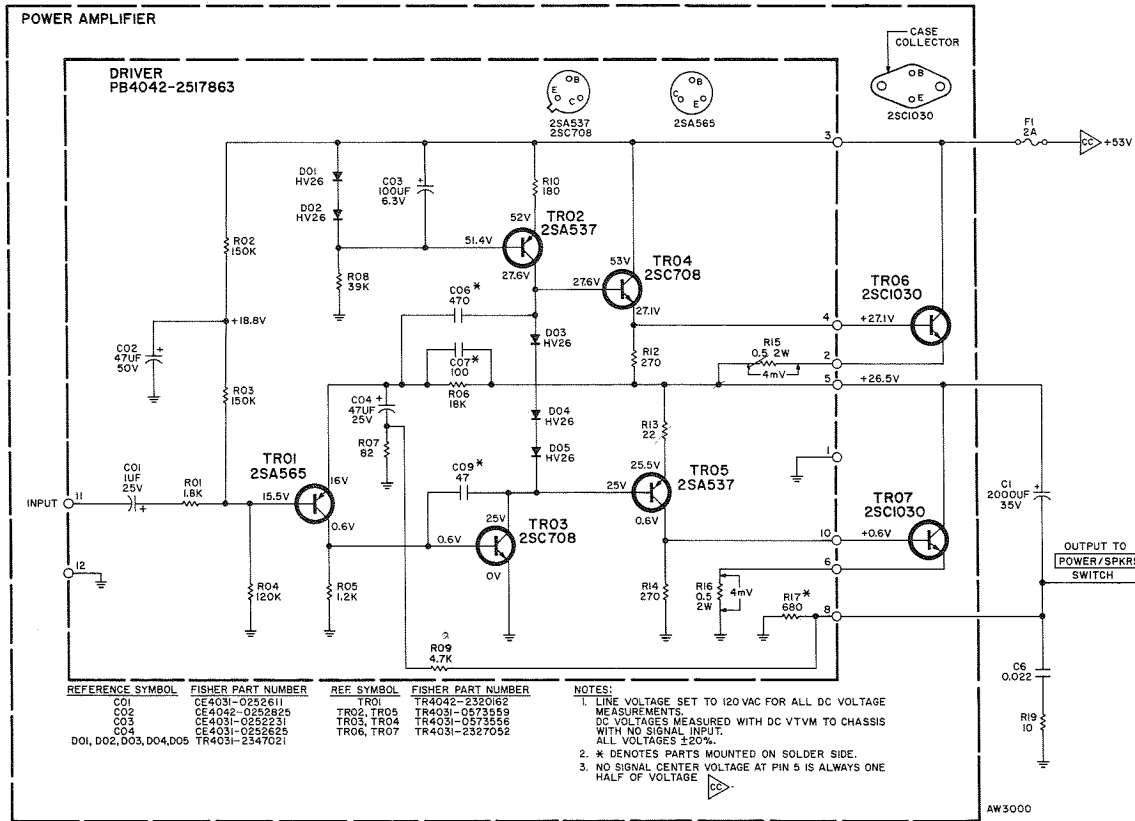 POWER AMPLIFIER
DRIVER
PB4042-2517863
E B C
2SA537
2SC708
B C E
2SA565
CASE
COLLECTOR
B
E
2SC1030
3
F1
2A
CC +53V
D01
HV26
D02
HV26
C03
100UF
6.3V
+
R10
180
52V
TR02
2SA537
51.4V
27.6V
R02
150K
R08
39K
53V
TR04
2SC708
27.6V
27.1V
TR06
2SC1030
C06*
470
4
+27.1V
+18.8V
C02
47UF
50V
+
D03
HV26
R12
270
R15
0.5 2W
4mV
2
C07*
100
5
+26.5V
R03
150K
C04
47UF
25V
+
R06
18K
D04
HV26
R13
22
R07
82
D05
HV26
1
TR01
2SA565
C09*
47
25.5V
TR05
2SA537
C01
1UF
25V
+
R01
1.8K
16V
25V
C1
2000UF
35V
+
INPUT 11
15.5V
0.6V
25V
0.6V
TR07
2SC1030
0.6V
TR03
2SC708
0V
10
+0.6V
OUTPUT TO
POWER/SPKRS
SWITCH
12
6
R04
120K
R05
1.2K
R14
270
R16
0.5
2W
4mV
R17*
680
8
R09
4.7K
C6
0.022
R19
10
REFERENCE SYMBOL FISHER PART NUMBER REF. SYMBOL FISHER PART NUMBER
C01 CE4031-0252611 TR01 TR4042-2320162
C02 CE4042-0252825 TR02, TR05 TR4031-0573559
C03 CE4031-0252231 TR03, TR04 TR4031-0573556
C04 CE4031-0252625 TR06, TR07 TR4031-2327052
D01, D02, D03, D04, D05 TR4031-2347021
NOTES:
1. LINE VOLTAGE SET TO 120 VAC FOR ALL DC VOLTAGE
MEASUREMENTS.
DC VOLTAGES MEASURED WITH DC VTVM TO CHASSIS
WITH NO SIGNAL INPUT.
ALL VOLTAGES ±20%.
2. * DENOTES PARTS MOUNTED ON SOLDER SIDE.
3. NO SIGNAL CENTER VOLTAGE AT PIN 5 IS ALWAYS ONE
HALF OF VOLTAGE CC.
AW3000